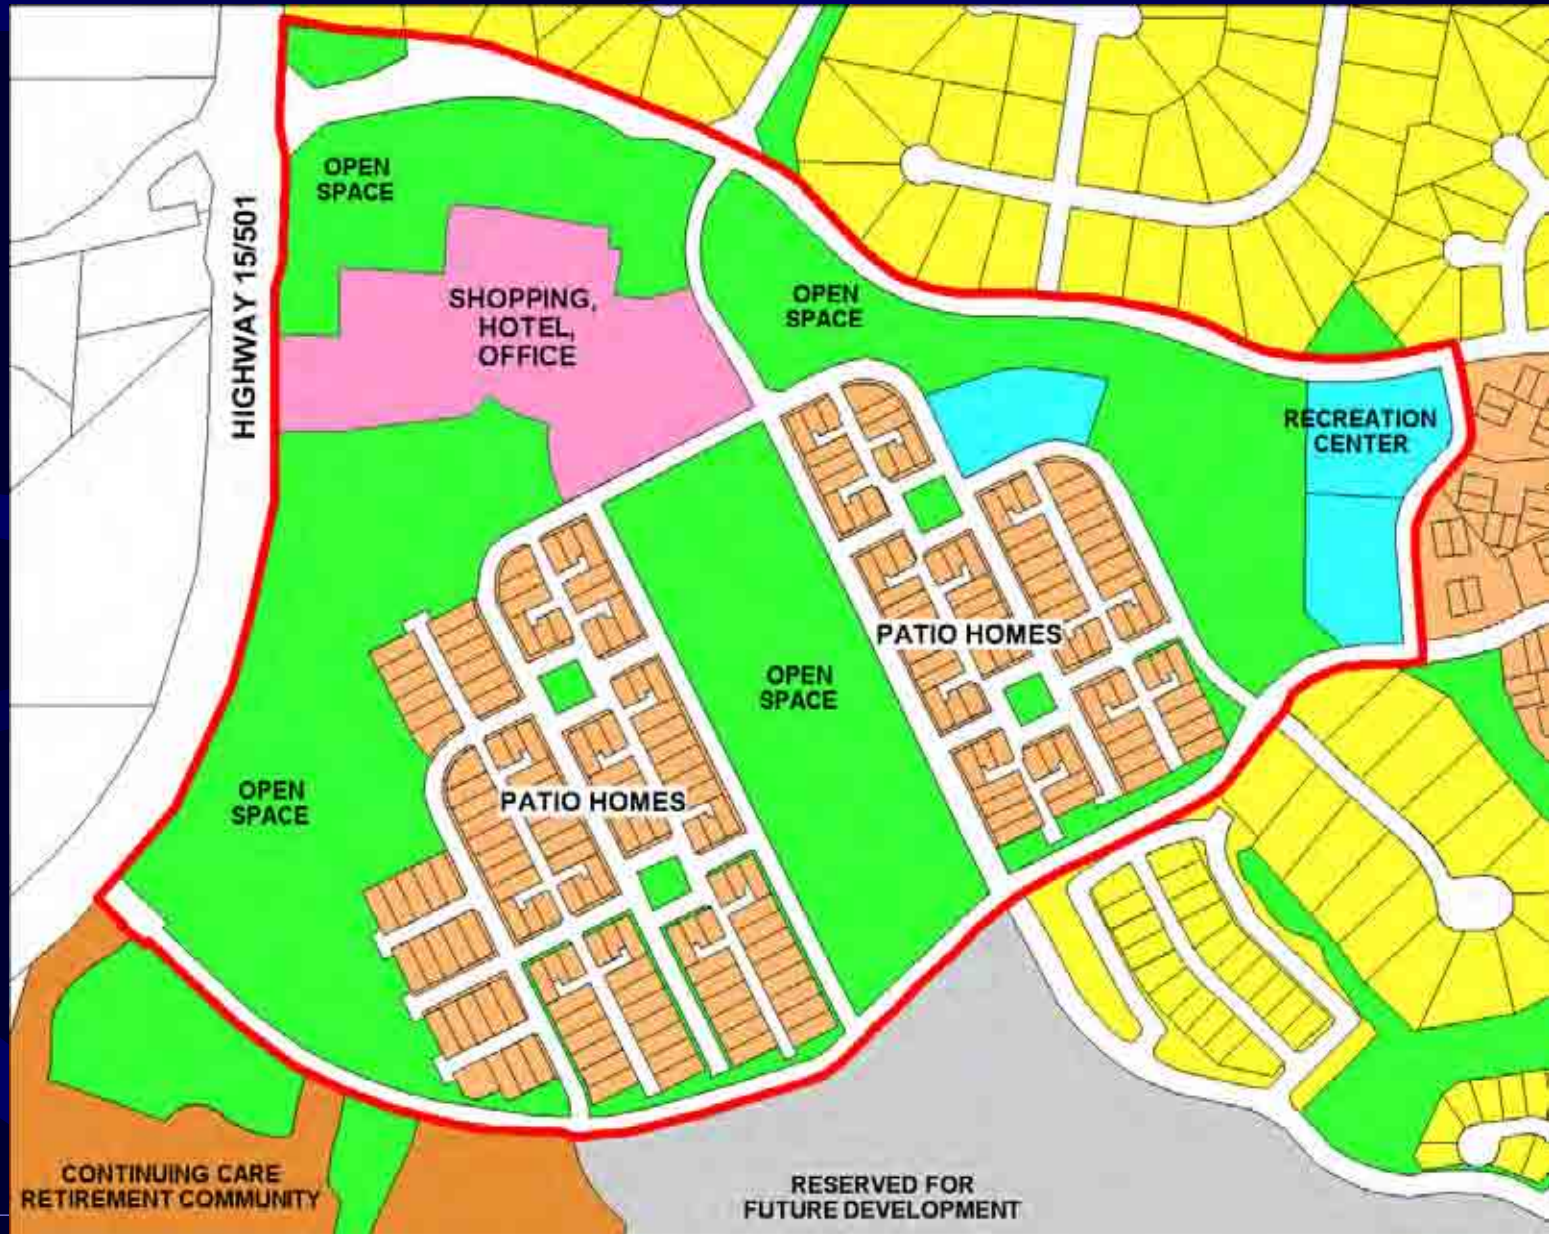 OPEN
SPACE
HIGHWAY 15/501
SHOPPING,
HOTEL,
OFFICE
OPEN
SPACE
RECREATION
CENTER
PATIO HOMES
OPEN
SPACE
OPEN
SPACE
PATIO HOMES
CONTINUING CARE
RETIREMENT COMMUNITY
RESERVED FOR
FUTURE DEVELOPMENT